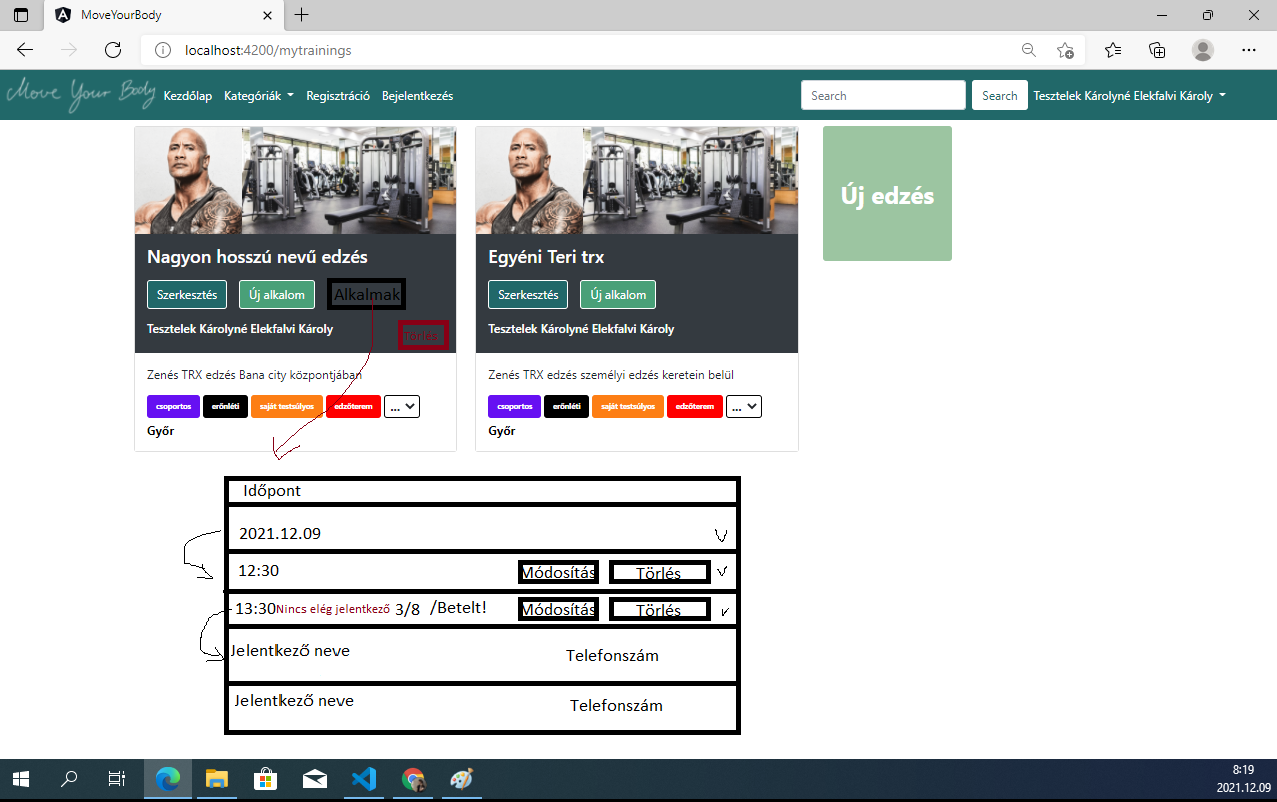 MoveYourBody
localhost:4200/mytrainings
Move Your Body Kezdőlap Kategóriák Regisztráció Bejelentkezés Search Search Tesztelek Károlyné Elekfalvi Károly
Nagyon hosszú nevű edzés
Szerkesztés Új alkalom Alkalmak
Tesztelek Károlyné Elekfalvi Károly
Törlés
Zenés TRX edzés Bana city központjában
csoportos erőnléti saját testsúlyos edzőterem ...
Győr
Egyéni Teri trx
Szerkesztés Új alkalom
Tesztelek Károlyné Elekfalvi Károly
Zenés TRX edzés személyi edzés keretein belül
csoportos erőnléti saját testsúlyos edzőterem ...
Győr
Új edzés
Időpont
2021.12.09
12:30 Módosítás Törlés
13:30 Nincs elég jelentkező 3/8 /Betelt! Módosítás Törlés
Jelentkező neve Telefonszám
Jelentkező neve Telefonszám
8:19
2021.12.09